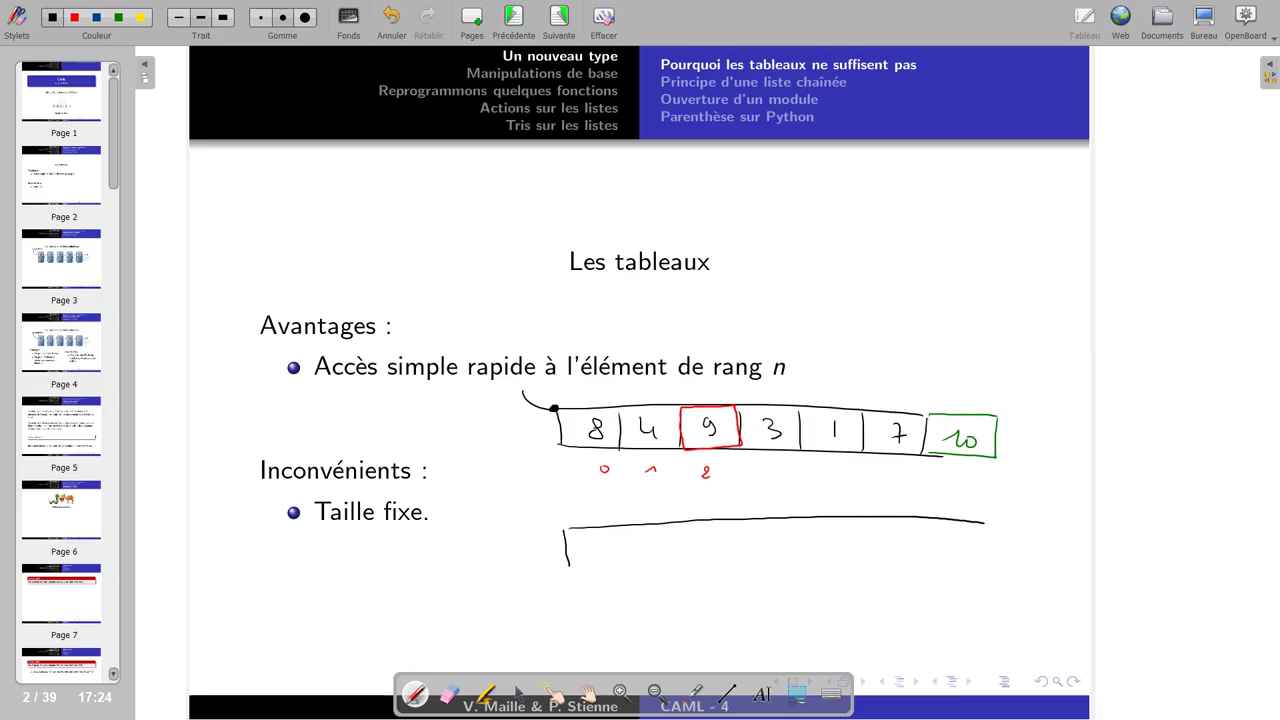 Stylets
Couleur
Trait
Gomme
Fonds
Annuler
Rétablir
Pages
Précédente
Suivante
Effacer
Tableau
Web
Documents
Bureau
OpenBoard
Un nouveau type
Manipulations de base
Reprogrammons quelques fonctions
Actions sur les listes
Tris sur les listes
Pourquoi les tableaux ne suffisent pas
Principe d'une liste chaînée
Ouverture d'un module
Parenthèse sur Python
Page 1
Page 2
Page 3
Page 4
Page 5
Page 6
Page 7
2 / 39
17:24
Les tableaux
Avantages :
Accès simple rapide à l'élément de rang n
8 4 9 3 1 7 10
0 1 2
Inconvénients :
Taille fixe.
V. Maille & P. Stienne
CAML - 4
AI